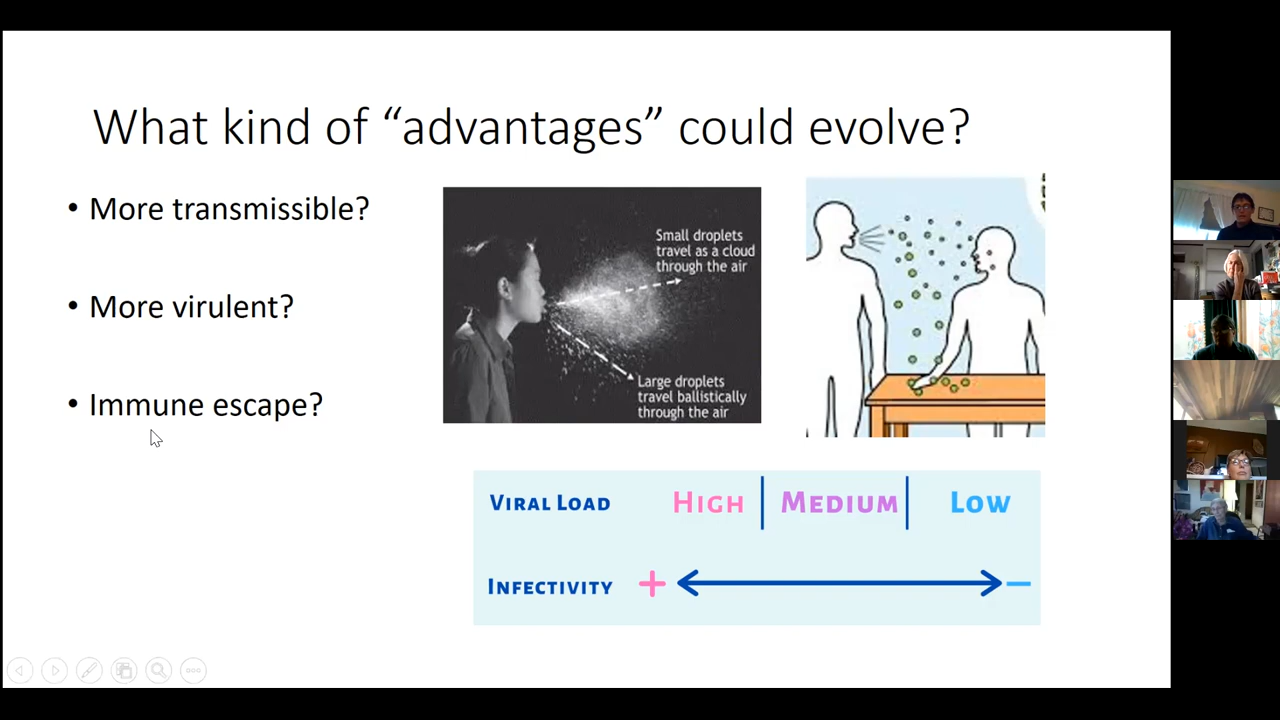 What kind of “advantages” could evolve?
• More transmissible?
• More virulent?
• Immune escape?
Small droplets
travel as a cloud
through the air
Large droplets
travel ballistically
through the air
VIRAL LOAD HIGH MEDIUM LOW
INFECTIVITY + −